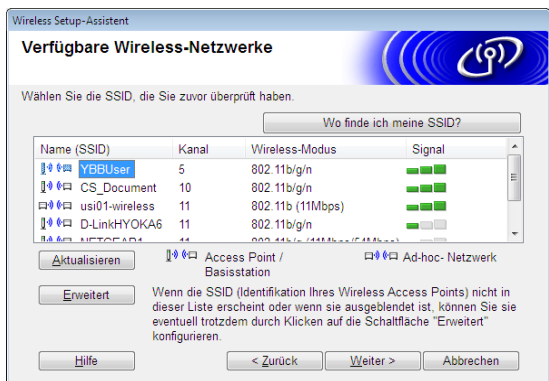 Wireless Setup-Assistent
Verfügbare Wireless-Netzwerke
Wählen Sie die SSID, die Sie zuvor überprüft haben.
Wo finde ich meine SSID?
Name (SSID) Kanal Wireless-Modus Signal
YBBUser 5 802.11b/g/n
CS_Document 10 802.11b/g/n
usi01-wireless 11 802.11b (11Mbps)
D-LinkHYOKA6 11 802.11b/g/n
Aktualisieren
Access Point /
Basisstation
Ad-hoc- Netzwerk
Erweitert
Wenn die SSID (Identifikation Ihres Wireless Access Points) nicht in
dieser Liste erscheint oder wenn sie ausgeblendet ist, können Sie sie
eventuell trotzdem durch Klicken auf die Schaltfläche "Erweitert"
konfigurieren.
Hilfe < Zurück Weiter > Abbrechen